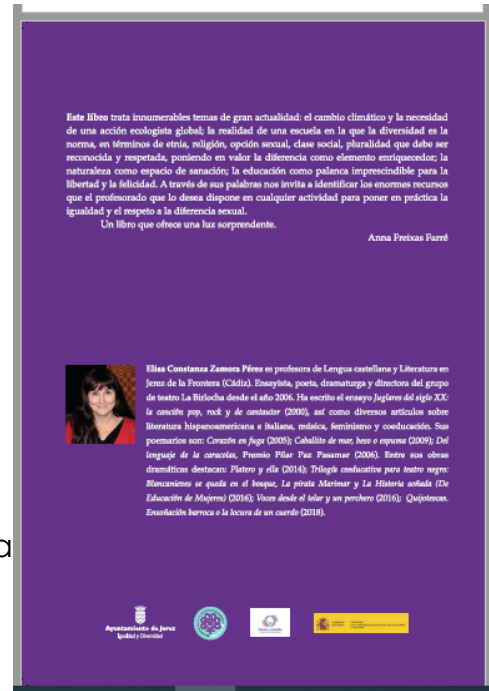 Este libro trata innumerables temas de gran actualidad: el cambio climático y la necesidad
de una acción ecologista global; la realidad de una escuela en la que la diversidad es la
norma, en términos de etnia, religión, opción sexual, clase social, pluralidad que debe ser
reconocida y respetada, poniendo en valor la diferencia como elemento enriquecedor; la
naturaleza como espacio de sanación; la educación como palanca imprescindible para la
libertad y la felicidad. A través de sus palabras nos invita a identificar los enormes recursos
que el profesorado que lo desea dispone en cualquier actividad para poner en práctica la
igualdad y el respeto a la diferencia sexual.
Un libro que ofrece una luz sorprendente.
Anna Freixas Farré
Elisa Constanza Zamora Pérez es profesora de Lengua castellana y Literatura en
Jerez de la Frontera (Cádiz). Ensayista, poeta, dramaturga y directora del grupo
de teatro La Birlocha desde el año 2006. Ha escrito el ensayo Juglares del siglo XX:
la canción pop, rock y de cantautor (2000), así como diversos artículos sobre
literatura hispanoamericana e italiana, música, feminismo y coeducación. Sus
poemarios son: Corazón en fuga (2005); Caballito de mar, beso o espuma (2009); Del
lenguaje de la caracolas, Premio Pilar Paz Pasamar (2006). Entre sus obras
dramáticas destacan: Platero y ella (2014); Trilogía coeducativa para teatro negro:
Blancanieves se queda en el bosque, La pirata Marimar y La Historia soñada (De
Educación de Mujeres) (2016); Voces desde el telar y un perchero (2016); Quijotescas.
Ensoñación barroca o la locura de un cuerdo (2018).
a
Ayuntamiento de Jerez
Igualdad y Diversidad